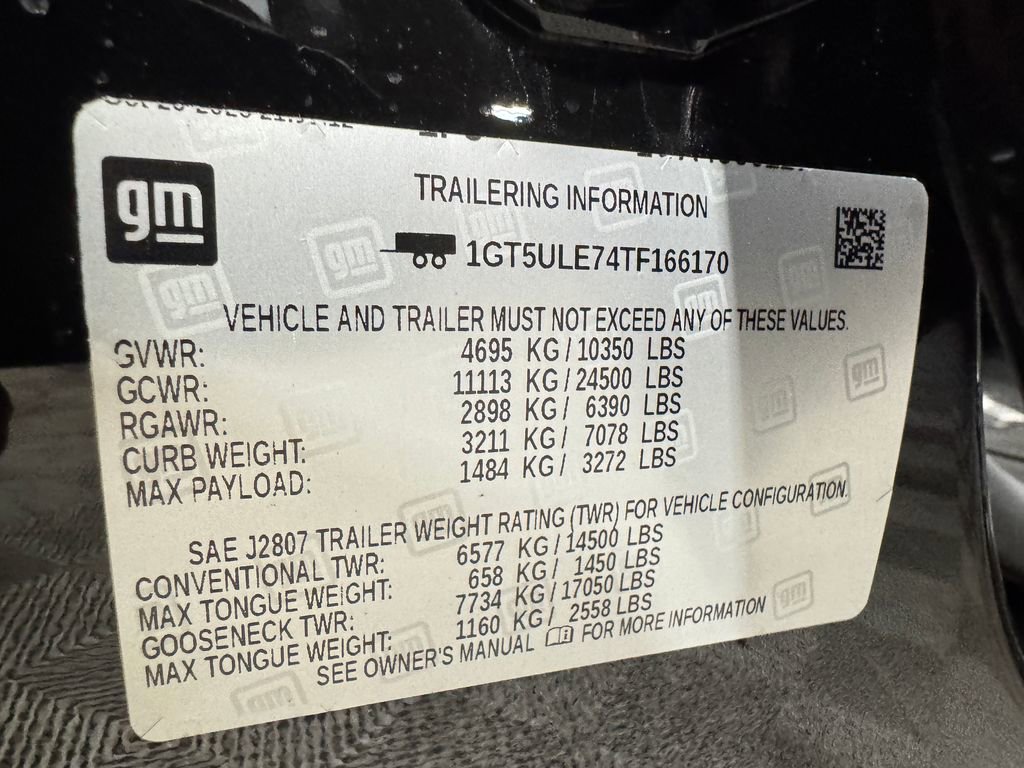 gm
TRAILERING INFORMATION
1GT5ULE74TF166170
VEHICLE AND TRAILER MUST NOT EXCEED ANY OF THESE VALUES.
GVWR: 4695 KG/10350 LBS
GCWR: 11113 KG/24500 LBS
RGAWR: 2898 KG/ 6390 LBS
CURB WEIGHT: 3211 KG/ 7078 LBS
MAX PAYLOAD: 1484 KG/ 3272 LBS
SAE J2807 TRAILER WEIGHT RATING (TWR) FOR VEHICLE CONFIGURATION.
CONVENTIONAL TWR: 6577 KG/14500 LBS
MAX TONGUE WEIGHT: 658 KG/ 1450 LBS
GOOSENECK TWR: 7734 KG/17050 LBS
MAX TONGUE WEIGHT: 1160 KG/ 2558 LBS
SEE OWNER'S MANUAL FOR MORE INFORMATION